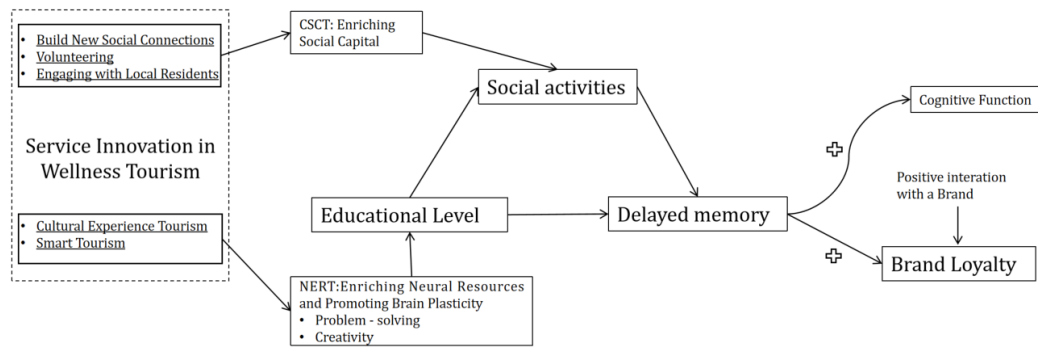 • Build New Social Connections
• Volunteering
• Engaging with Local Residents
Service Innovation in
Wellness Tourism
• Cultural Experience Tourism
• Smart Tourism
CSCT: Enriching
Social Capital
Social activities
Educational Level
NERT:Enriching Neural Resources
and Promoting Brain Plasticity
• Problem - solving
• Creativity
Delayed memory
Cognitive Function
Positive interation
with a Brand
Brand Loyalty